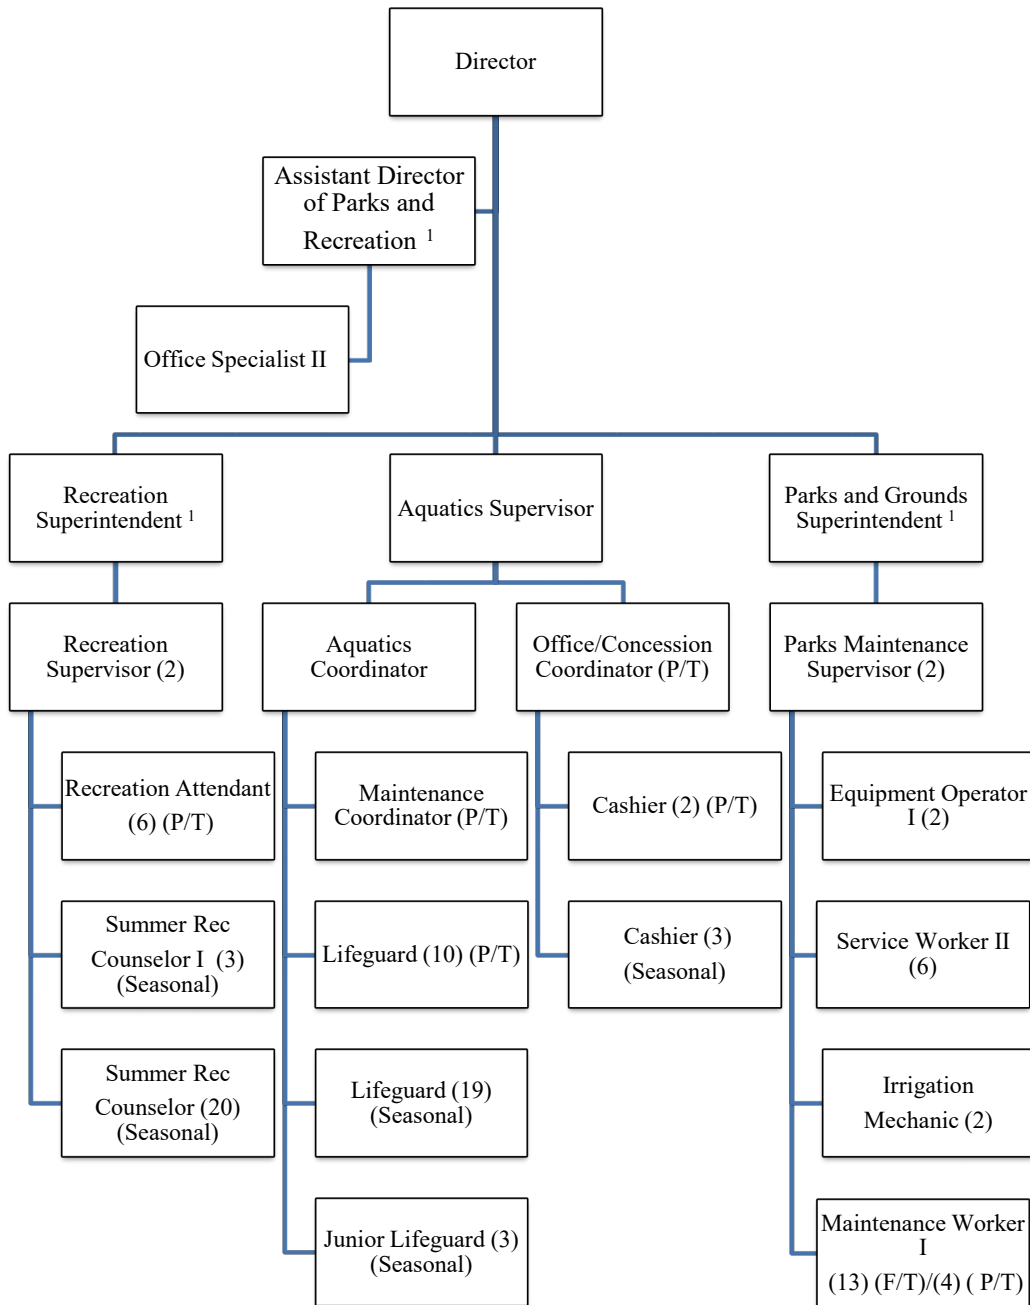 Director
Assistant Director
of Parks and
Recreation ¹
Office Specialist II
Recreation
Superintendent ¹
Aquatics Supervisor
Parks and Grounds
Superintendent ¹
Recreation
Supervisor (2)
Aquatics
Coordinator
Office/Concession
Coordinator (P/T)
Parks Maintenance
Supervisor (2)
Recreation Attendant
(6) (P/T)
Maintenance
Coordinator (P/T)
Cashier (2) (P/T)
Equipment Operator
I (2)
Summer Rec
Counselor I (3)
(Seasonal)
Lifeguard (10) (P/T)
Cashier (3)
(Seasonal)
Service Worker II
(6)
Summer Rec
Counselor (20)
(Seasonal)
Lifeguard (19)
(Seasonal)
Irrigation
Mechanic (2)
Junior Lifeguard (3)
(Seasonal)
Maintenance Worker
I
(13) (F/T)/(4) ( P/T)